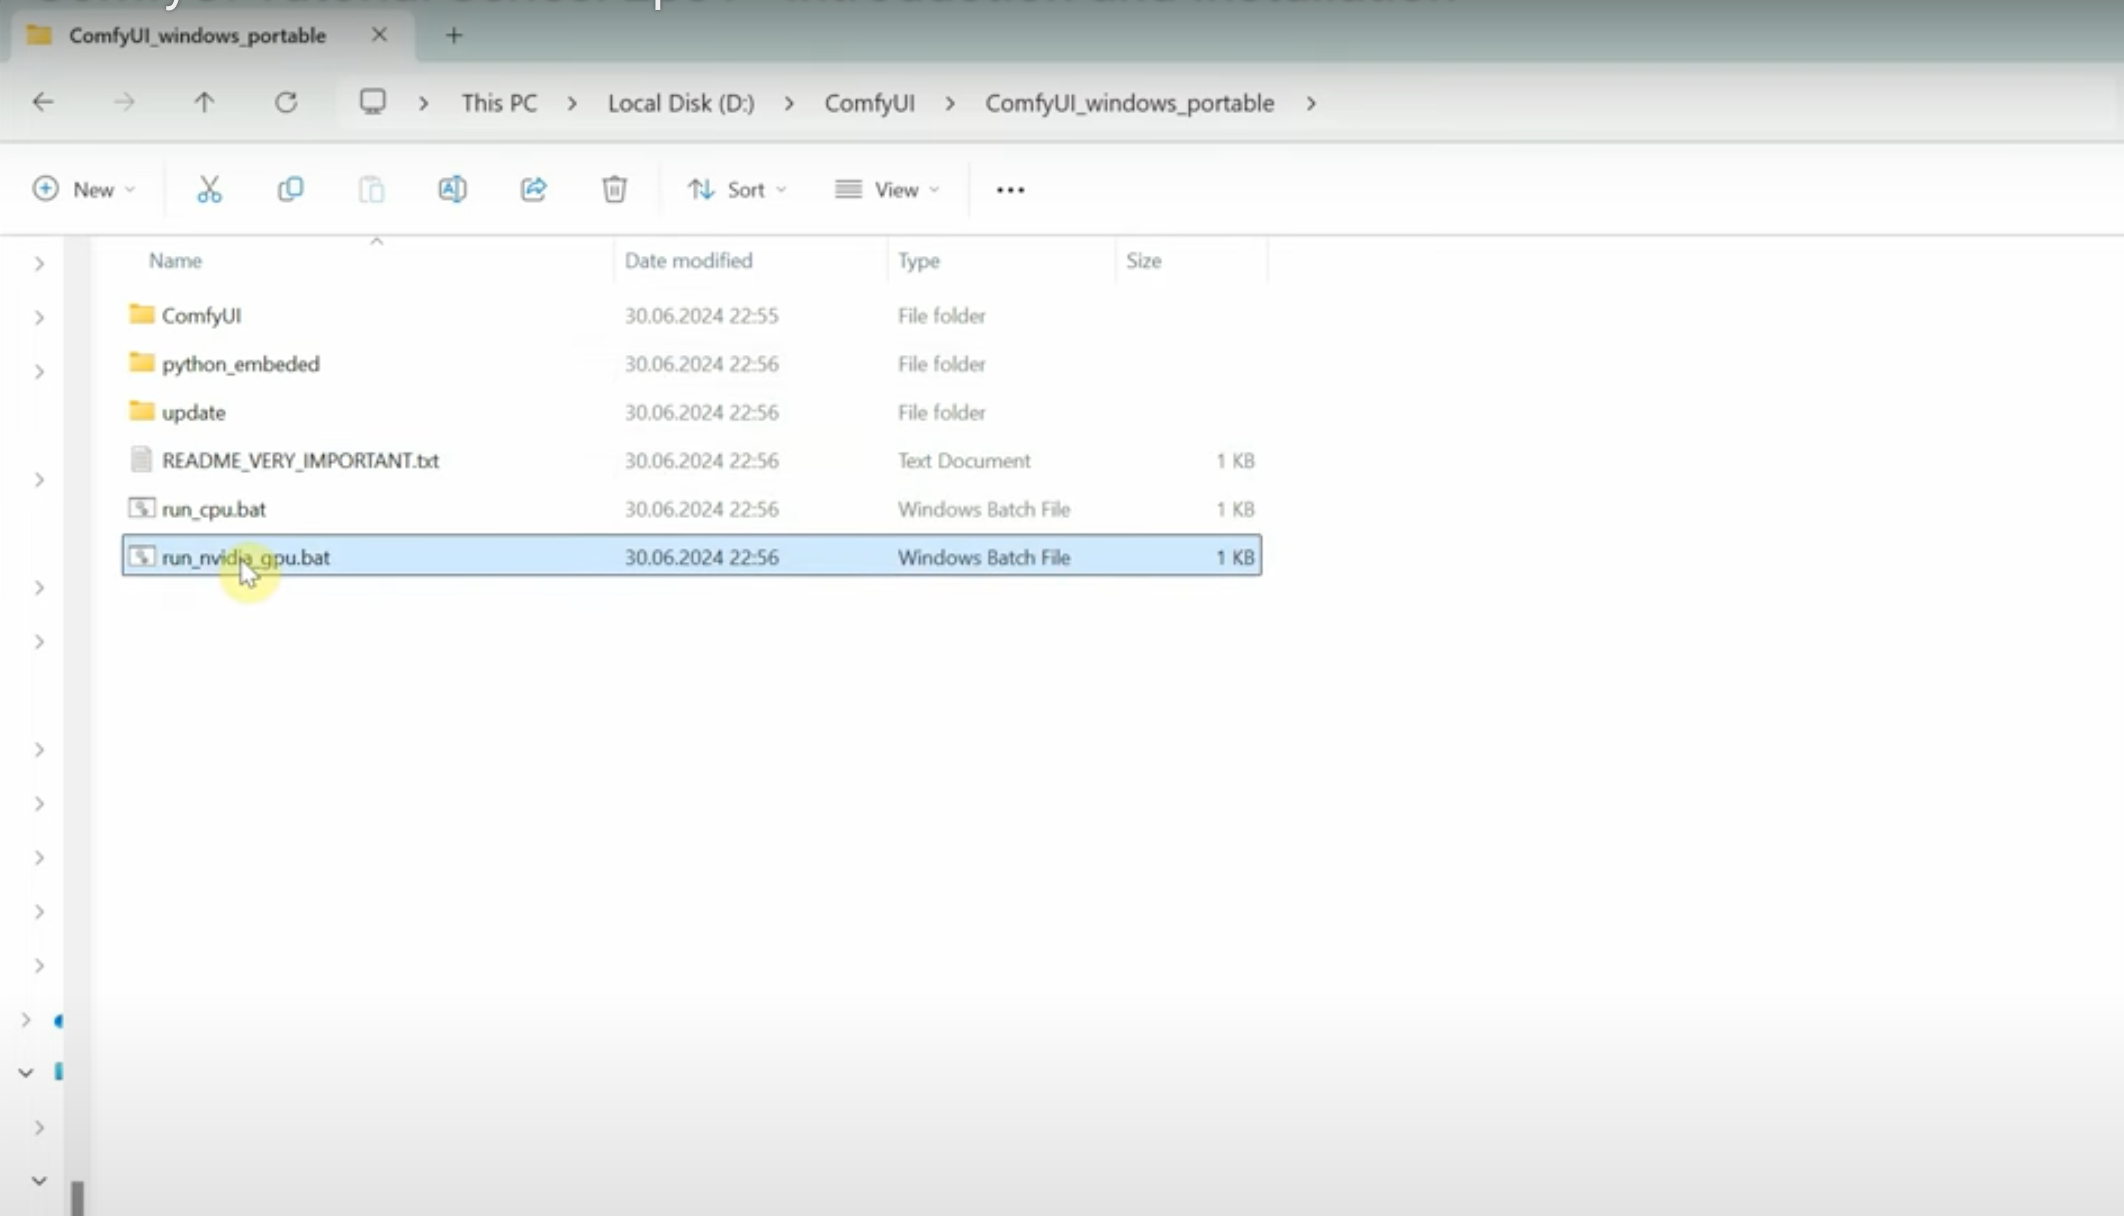 ComfyUI_windows_portable
This PC > Local Disk (D:) > ComfyUI > ComfyUI_windows_portable >
New Sort View
Name Date modified Type Size
ComfyUI 30.06.2024 22:55 File folder
python_embeded 30.06.2024 22:56 File folder
update 30.06.2024 22:56 File folder
README_VERY_IMPORTANT.txt 30.06.2024 22:56 Text Document 1 KB
run_cpu.bat 30.06.2024 22:56 Windows Batch File 1 KB
run_nvidia_gpu.bat 30.06.2024 22:56 Windows Batch File 1 KB